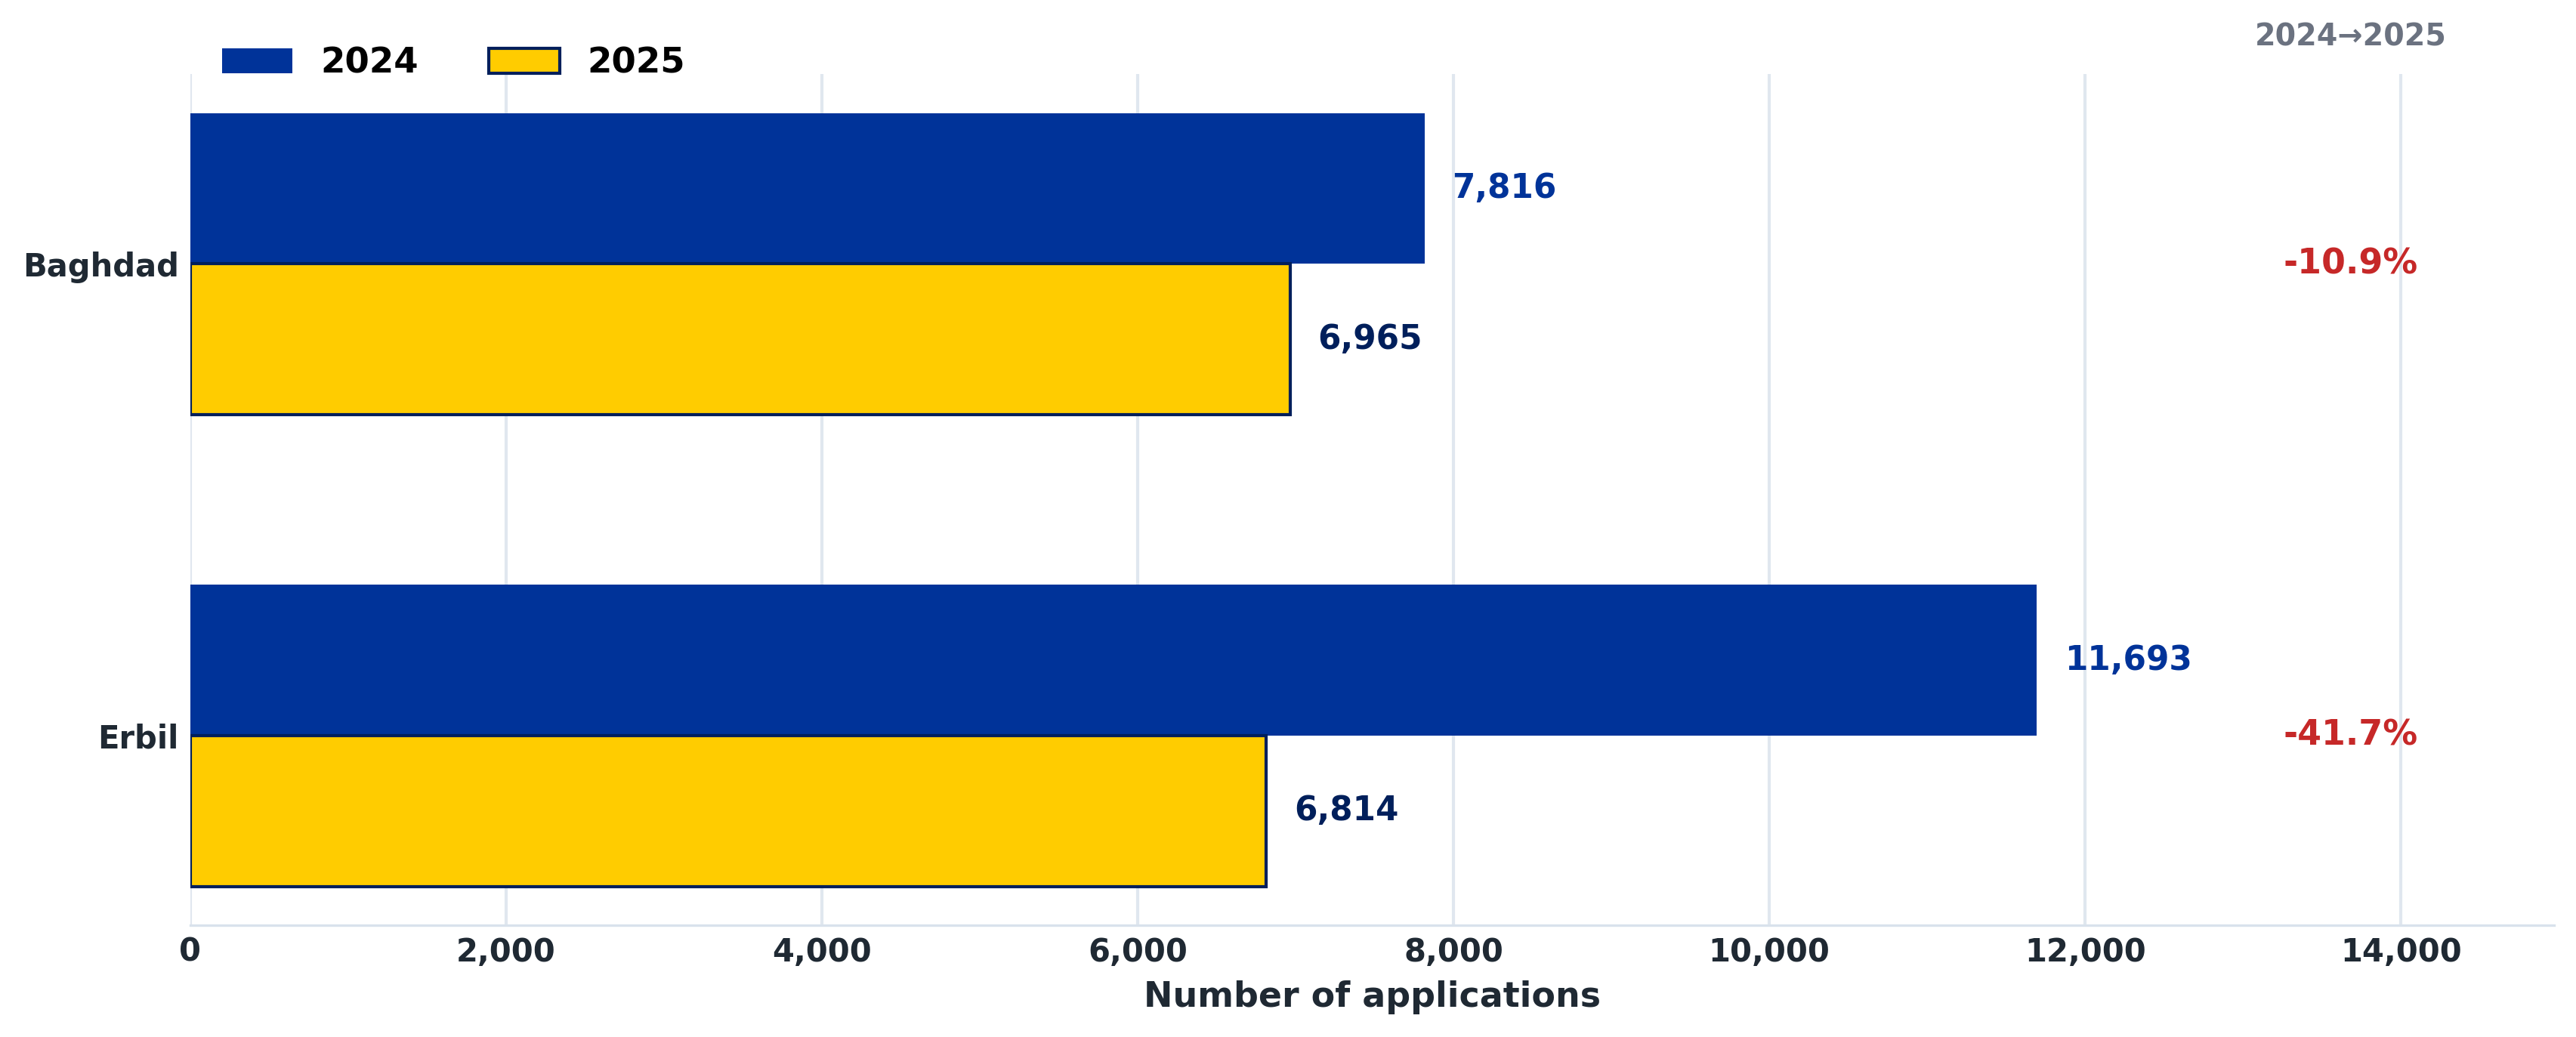 2024→2025
2024 2025
7,816
Baghdad -10.9%
6,965
11,693
Erbil -41.7%
6,814
0 2,000 4,000 6,000 8,000 10,000 12,000 14,000
Number of applications